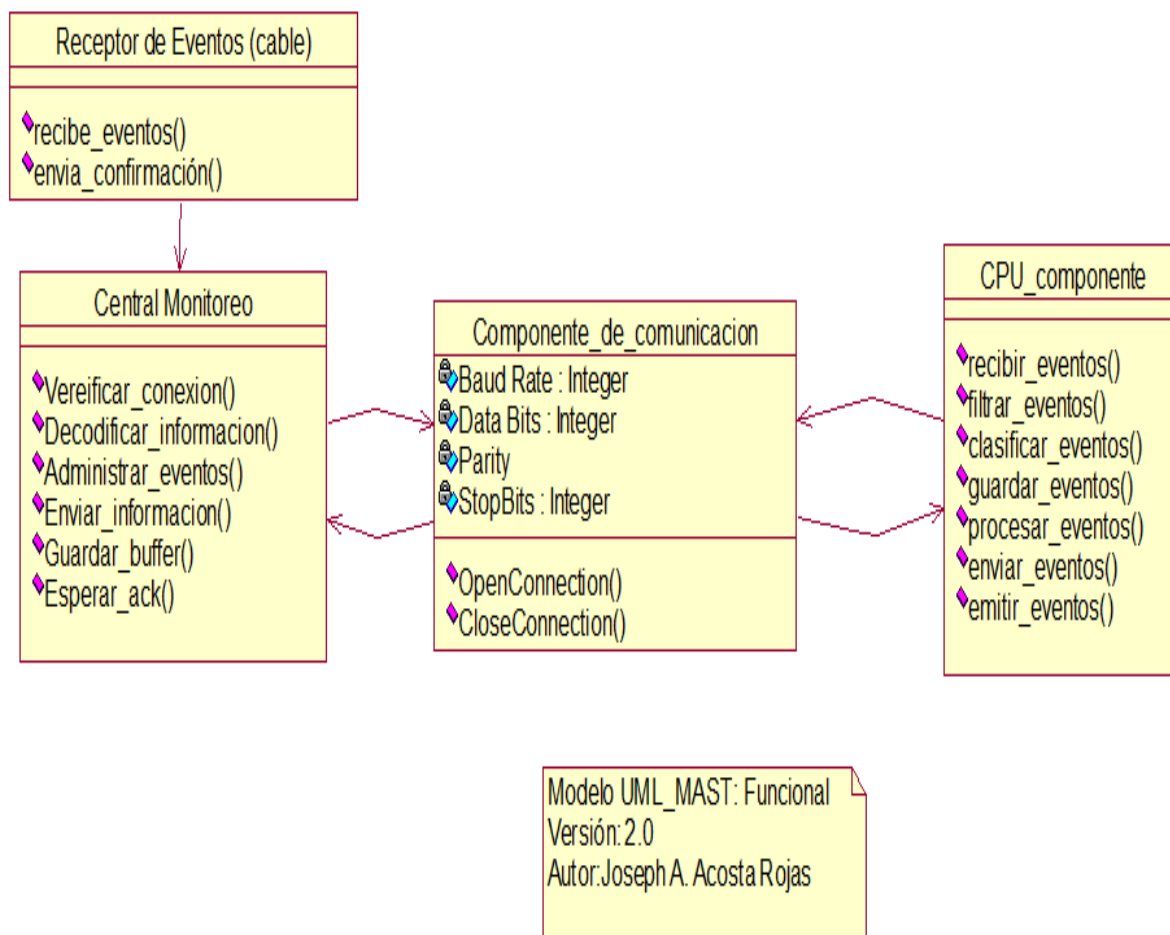 Receptor de Eventos (cable)
recibe_eventos()
envia_confirmación()
Central Monitoreo
Vereificar_conexion()
Decodificar_informacion()
Administrar_eventos()
Enviar_informacion()
Guardar_buffer()
Esperar_ack()
Componente_de_comunicacion
Baud Rate : Integer
Data Bits : Integer
Parity
StopBits : Integer
OpenConnection()
CloseConnection()
CPU_componente
recibir_eventos()
filtrar_eventos()
clasificar_eventos()
guardar_eventos()
procesar_eventos()
enviar_eventos()
emitir_eventos()
Modelo UML_MAST: Funcional
Versión: 2.0
Autor:Joseph A. Acosta Rojas